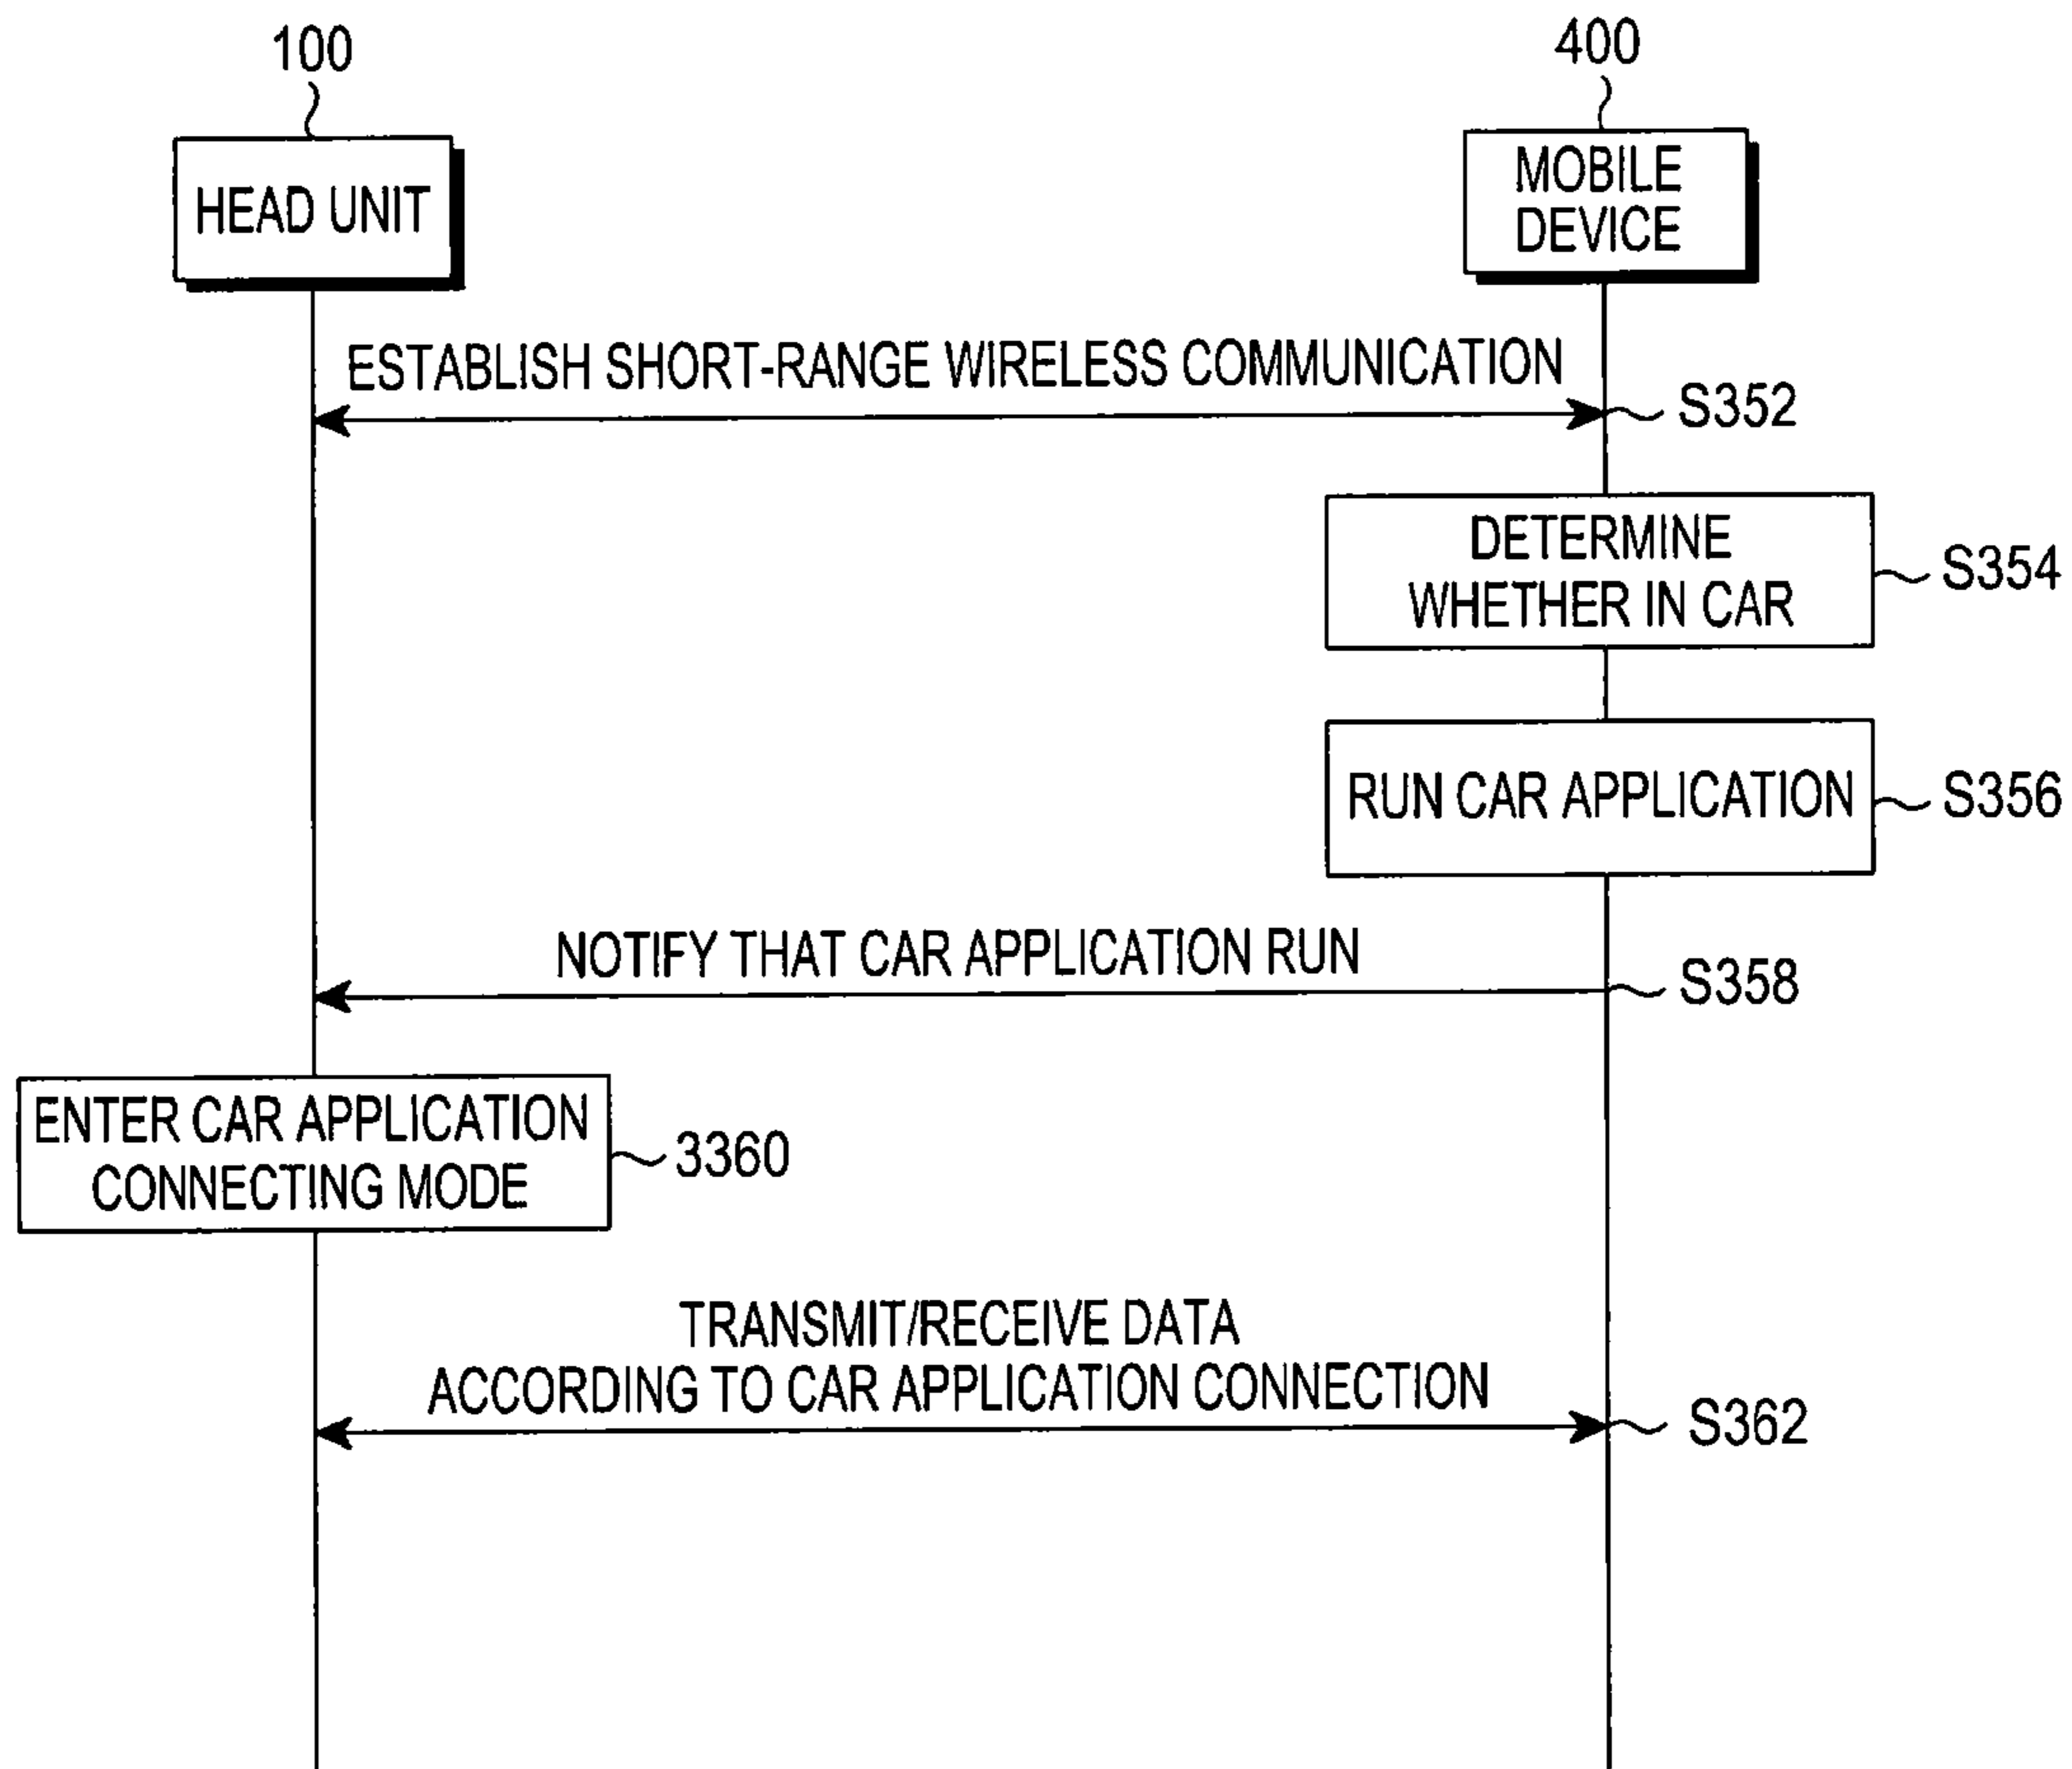 100
400
HEAD UNIT
MOBILE
DEVICE
ESTABLISH SHORT-RANGE WIRELESS COMMUNICATION
S352
DETERMINE
WHETHER IN CAR
S354
RUN CAR APPLICATION
S356
NOTIFY THAT CAR APPLICATION RUN
S358
ENTER CAR APPLICATION
CONNECTING MODE
3360
TRANSMIT/RECEIVE DATA
ACCORDING TO CAR APPLICATION CONNECTION
S362